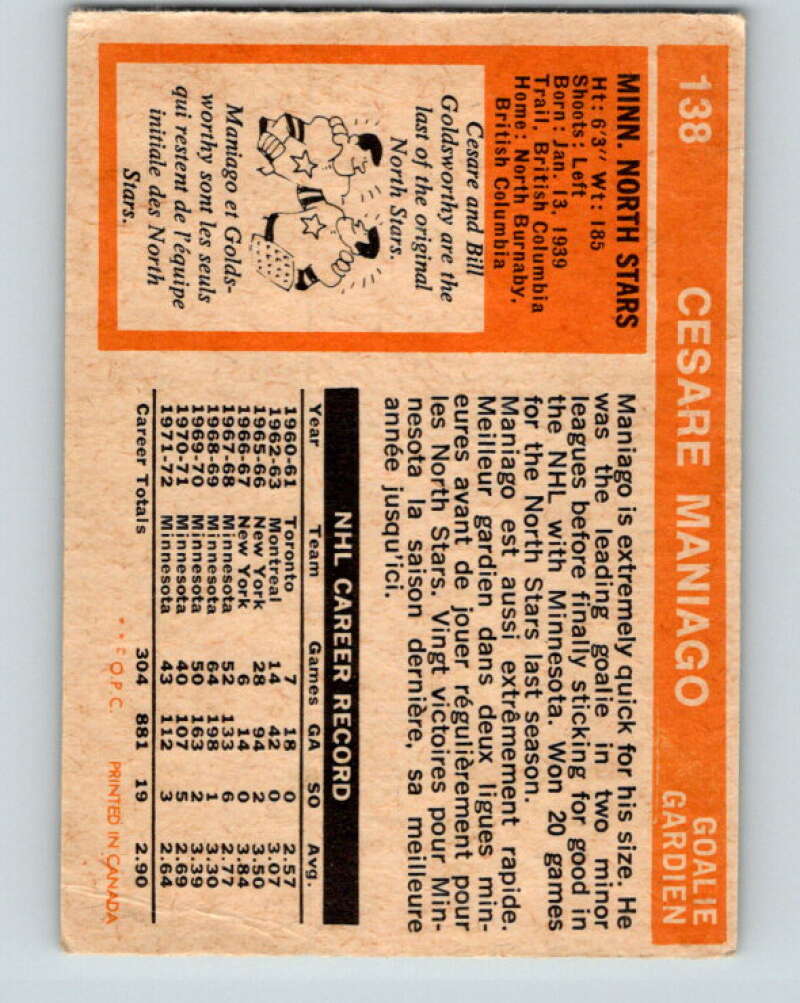 138 CESARE MANIAGO GOALIE
GARDIEN
MINN. NORTH STARS
Ht: 6'3" Wt: 185
Shoots: Left
Born: Jan. 13, 1939
Trail, British Columbia
Home: North Burnaby,
British Columbia
Cesare and Bill
Goldsworthy are the
last of the original
North Stars.
Maniago et Golds-
worthy sont les seuls
qui restent de l'équipe
initiale des North
Stars.
Maniago is extremely quick for his size. He
was the leading goalie in two minor
leagues before finally sticking for good in
the NHL with Minnesota. Won 20 games
for the North Stars last season.
Maniago est aussi extrêmement rapide.
Meilleur gardien dans deux ligues min-
eures avant de jouer régulièrement pour
les North Stars. Vingt victoires pour Min-
nesota la saison dernière, sa meilleure
année jusqu'ici.
NHL CAREER RECORD
Year Team Games GA SO Avg.
1960-61 Toronto 7 18 0 2.57
1962-63 Montreal 14 42 0 3.07
1965-66 New York 28 94 2 3.50
1966-67 New York 6 14 0 3.84
1967-68 Minnesota 52 133 6 2.77
1968-69 Minnesota 64 198 1 3.30
1969-70 Minnesota 50 163 2 3.39
1970-71 Minnesota 40 107 5 2.69
1971-72 Minnesota 43 112 3 2.64
Career Totals 304 881 19 2.90
* * © O.P.C. PRINTED IN CANADA